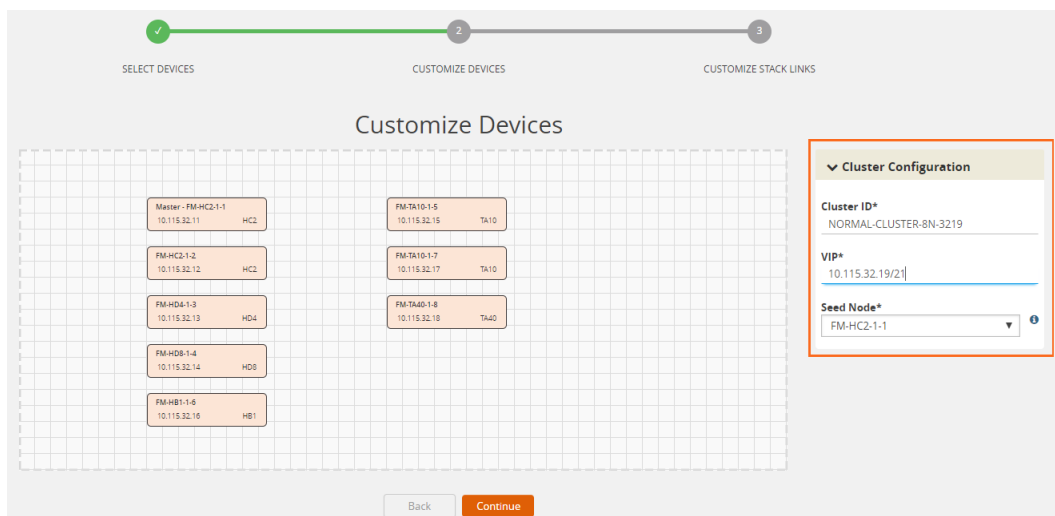 ✓ 2 3
SELECT DEVICES CUSTOMIZE DEVICES CUSTOMIZE STACK LINKS
Customize Devices
Master - FM-HC2-1-1
10.115.32.11 HC2
FM-HC2-1-2
10.115.32.12 HC2
FM-HD4-1-3
10.115.32.13 HD4
FM-HD8-1-4
10.115.32.14 HD8
FM-HB1-1-6
10.115.32.16 HB1
FM-TA10-1-5
10.115.32.15 TA10
FM-TA10-1-7
10.115.32.17 TA10
FM-TA40-1-8
10.115.32.18 TA40
Cluster Configuration
Cluster ID*
NORMAL-CLUSTER-8N-3219
VIP*
10.115.32.19/21
Seed Node*
FM-HC2-1-1
Back Continue